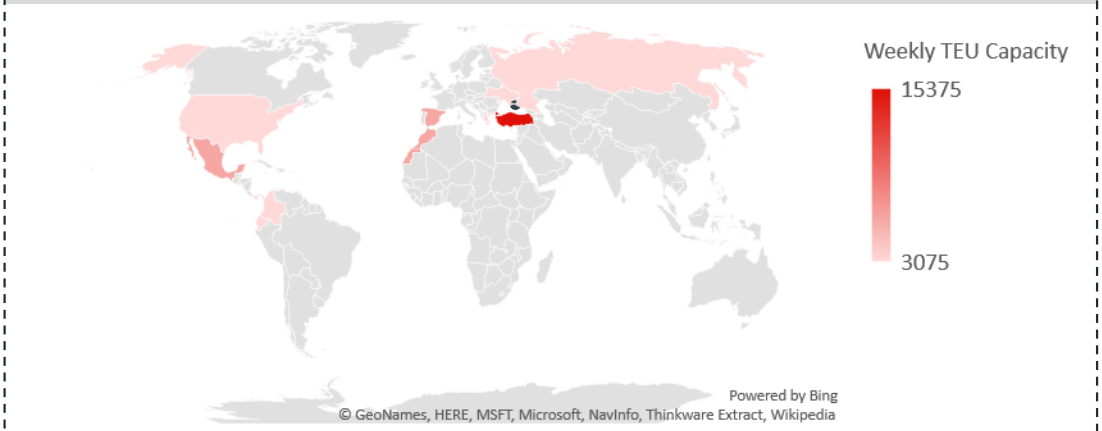 Weekly TEU Capacity
15375
3075
Powered by Bing
© GeoNames, HERE, MSFT, Microsoft, NavInfo, Thinkware Extract, Wikipedia